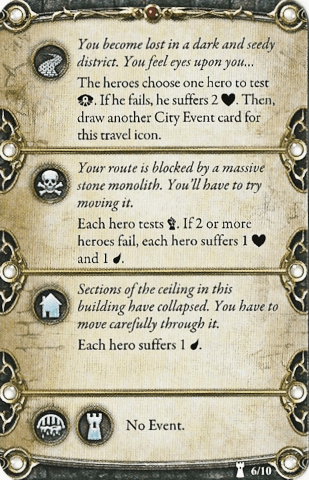 You become lost in a dark and seedy
district. You feel eyes upon you...
The heroes choose one hero to test
. If he fails, he suffers 2 . Then,
draw another City Event card for
this travel icon.
Your route is blocked by a massive
stone monolith. You'll have to try
moving it.
Each hero tests . If 2 or more
heroes fail, each hero suffers 1
and 1 .
Sections of the ceiling in this
building have collapsed. You have to
move carefully through it.
Each hero suffers 1 .
No Event.
6/10